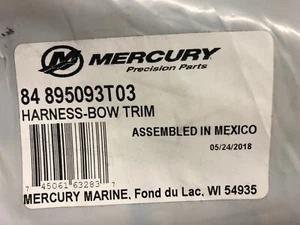 MERCURY
Precision Parts
84 895093T03
HARNESS-BOW TRIM
ASSEMBLED IN MEXICO
05/24/2018
7 45061 63283 7
MERCURY MARINE, Fond du Lac, WI 54935